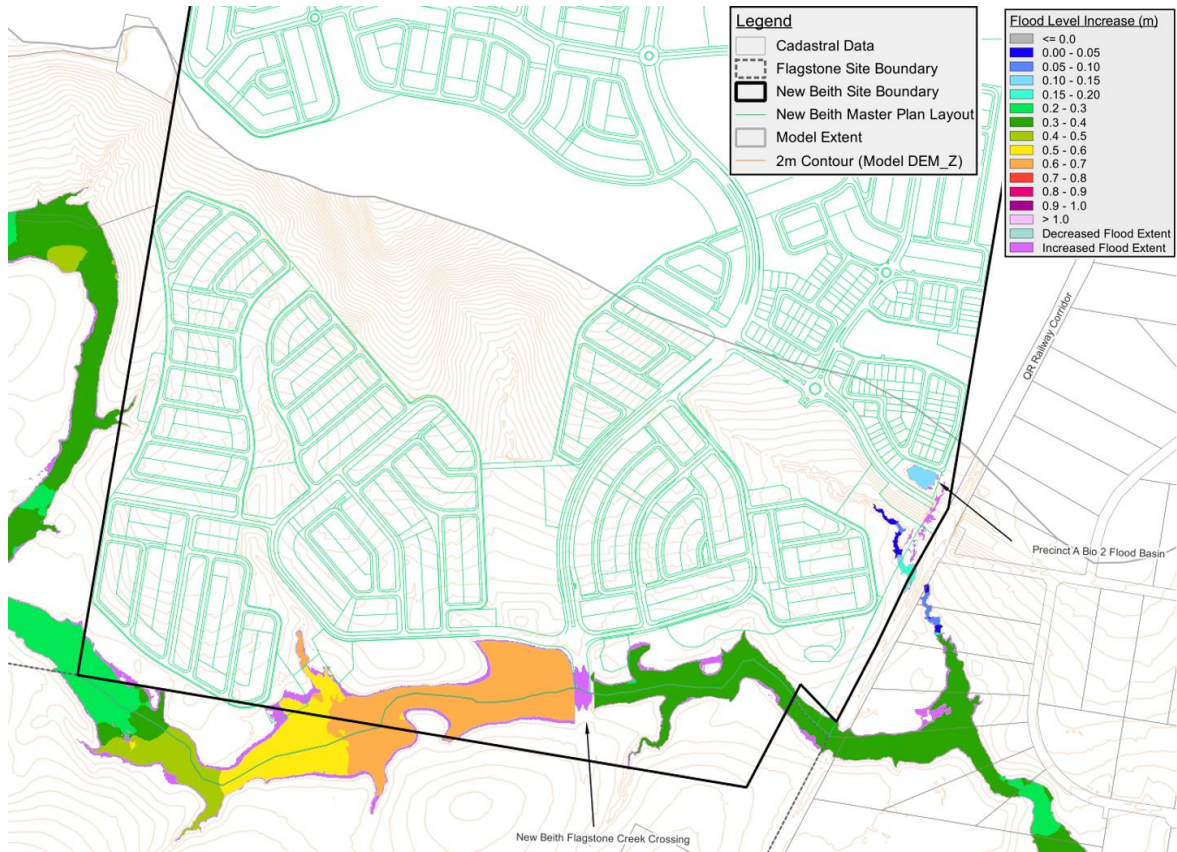 Legend
Cadastral Data
Flagstone Site Boundary
New Beith Site Boundary
New Beith Master Plan Layout
Model Extent
2m Contour (Model DEM_Z)
Flood Level Increase (m)
<= 0.0
0.00 - 0.05
0.05 - 0.10
0.10 - 0.15
0.15 - 0.20
0.2 - 0.3
0.3 - 0.4
0.4 - 0.5
0.5 - 0.6
0.6 - 0.7
0.7 - 0.8
0.8 - 0.9
0.9 - 1.0
> 1.0
Decreased Flood Extent
Increased Flood Extent
QR Railway Corridor
Precinct A Bio 2 Flood Basin
New Beith Flagstone Creek Crossing